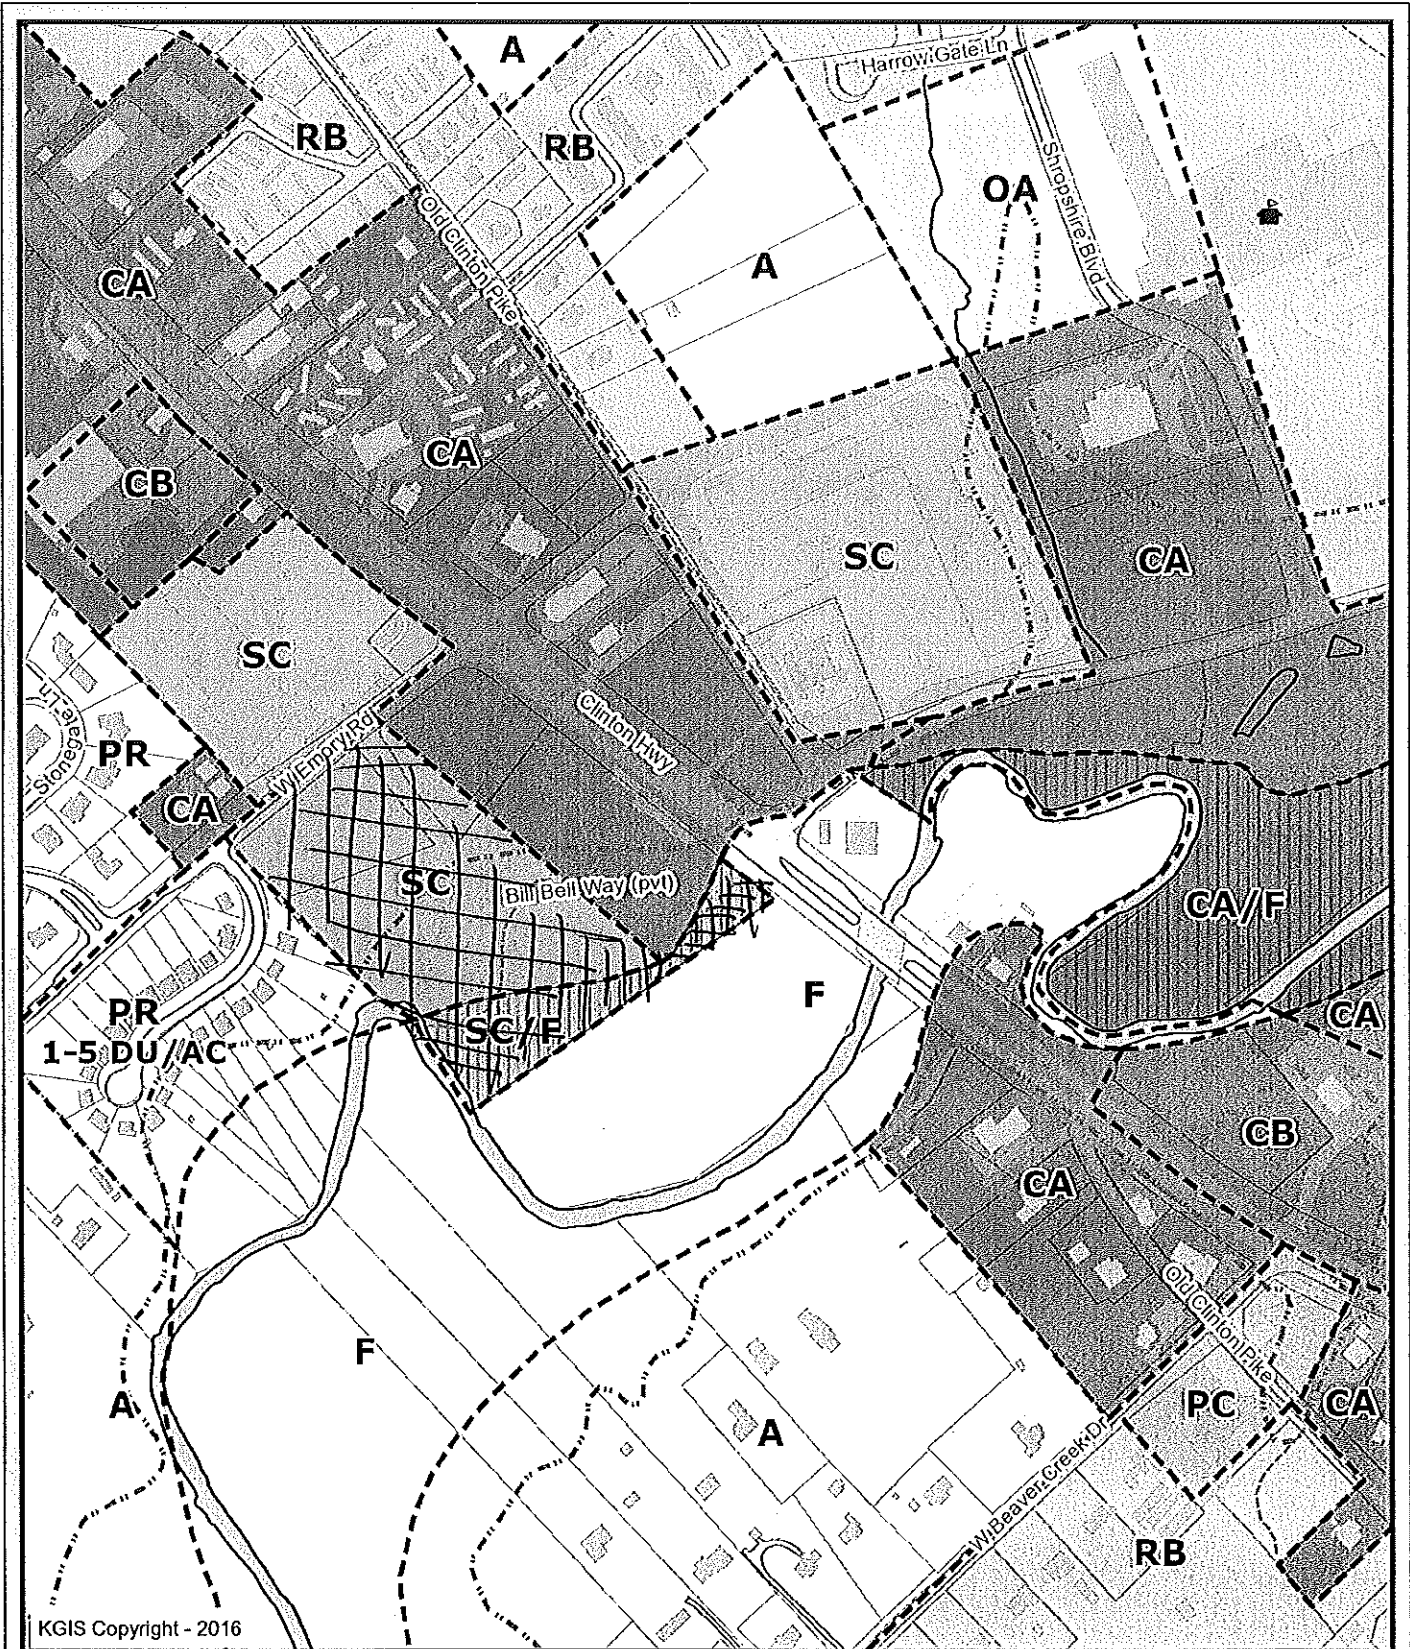 A
Harrow Gate Ln
RB
RB
OA
Shropshire Blvd
Old Clinton Pike
A
CA
CA
CB
SC
CA
SC
Clinton Hwy
Stonegate Ln
PR
W Emory Rd
CA
SC
Bill Bell Way (pvt)
CA/F
F
PR
1-5 DU/AC
SC/F
CA
CB
CA
Old Clinton Pike
F
A
PC
CA
A
W Beaver Creek Dr
RB
KGIS Copyright - 2016